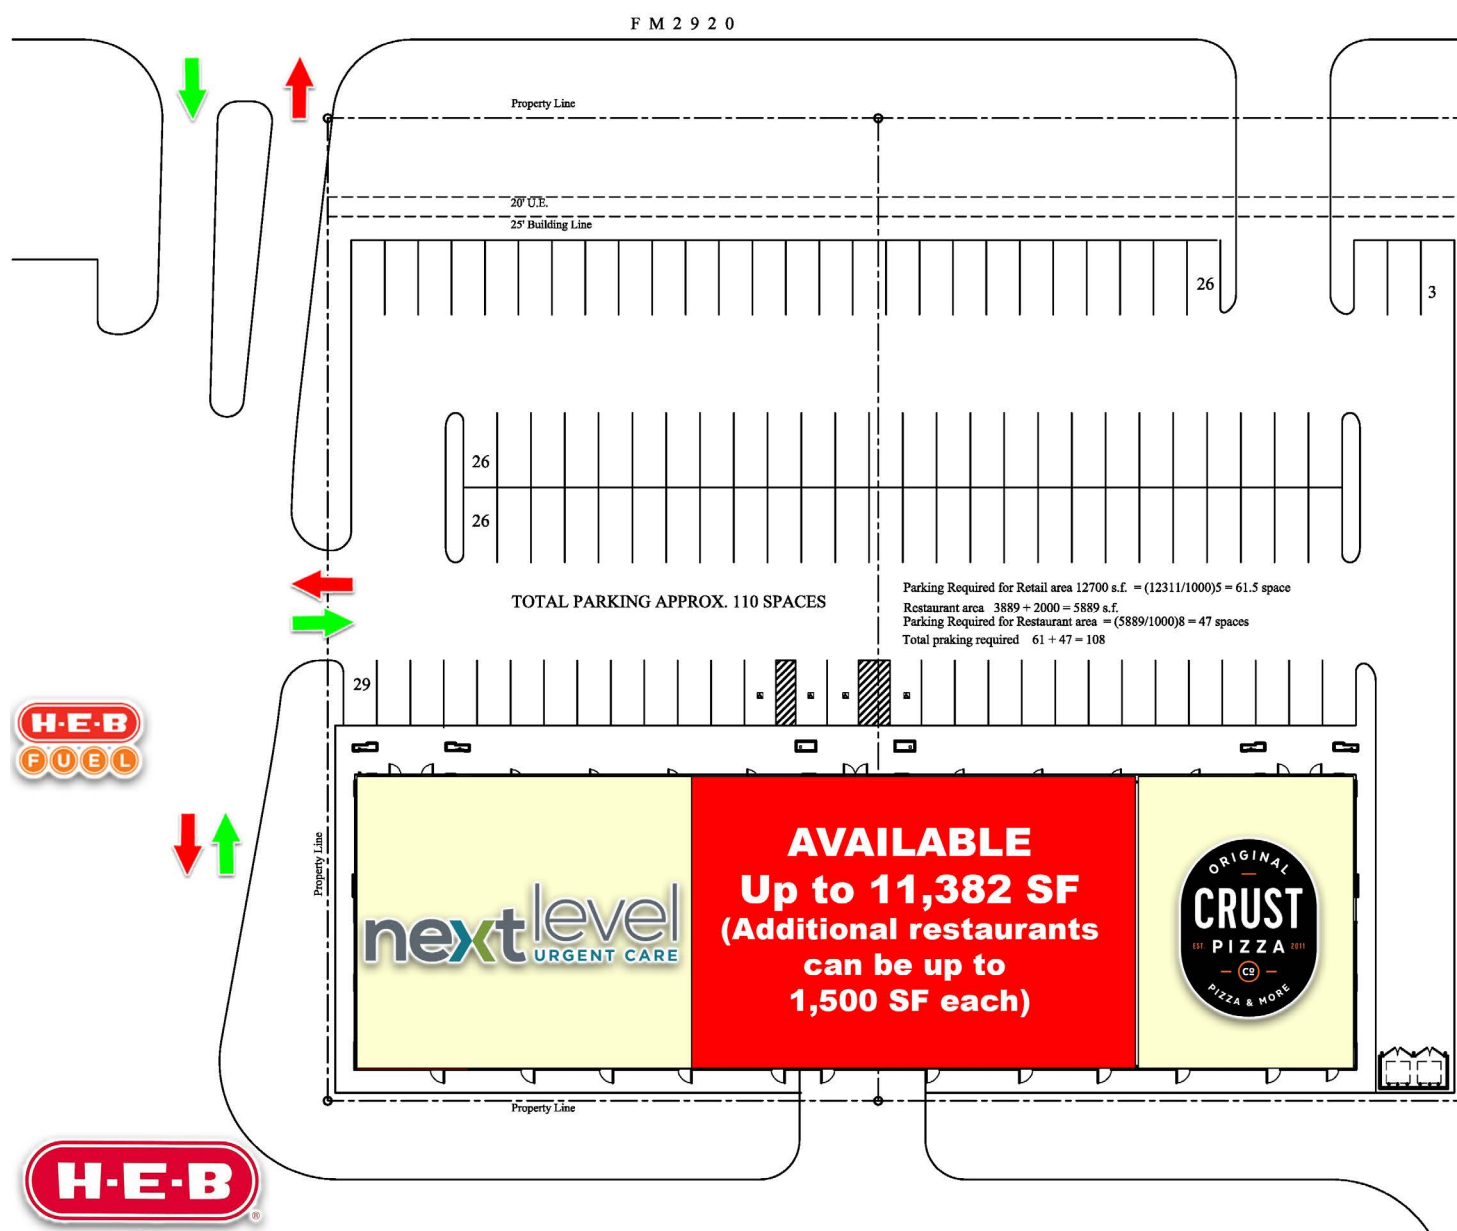 FM2920
Property Line
20' U.E.
25' Building Line
26
3
26
26
Parking Required for Retail area 12700 s.f. = (12311/1000)5 = 61.5 space
TOTAL PARKING APPROX. 110 SPACES
Restaurant area 3889 + 2000 = 5889 s.f.
Parking Required for Restaurant area = (5889/1000)8 = 47 spaces
Total praking required 61 + 47 = 108
29
H-E-B
FUEL
Property Line
next level
URGENT CARE
AVAILABLE
Up to 11,382 SF
(Additional restaurants
can be up to
1,500 SF each)
ORIGINAL
CRUST
EST. PIZZA 2011
CO
PIZZA & MORE
Property Line
H-E-B
®